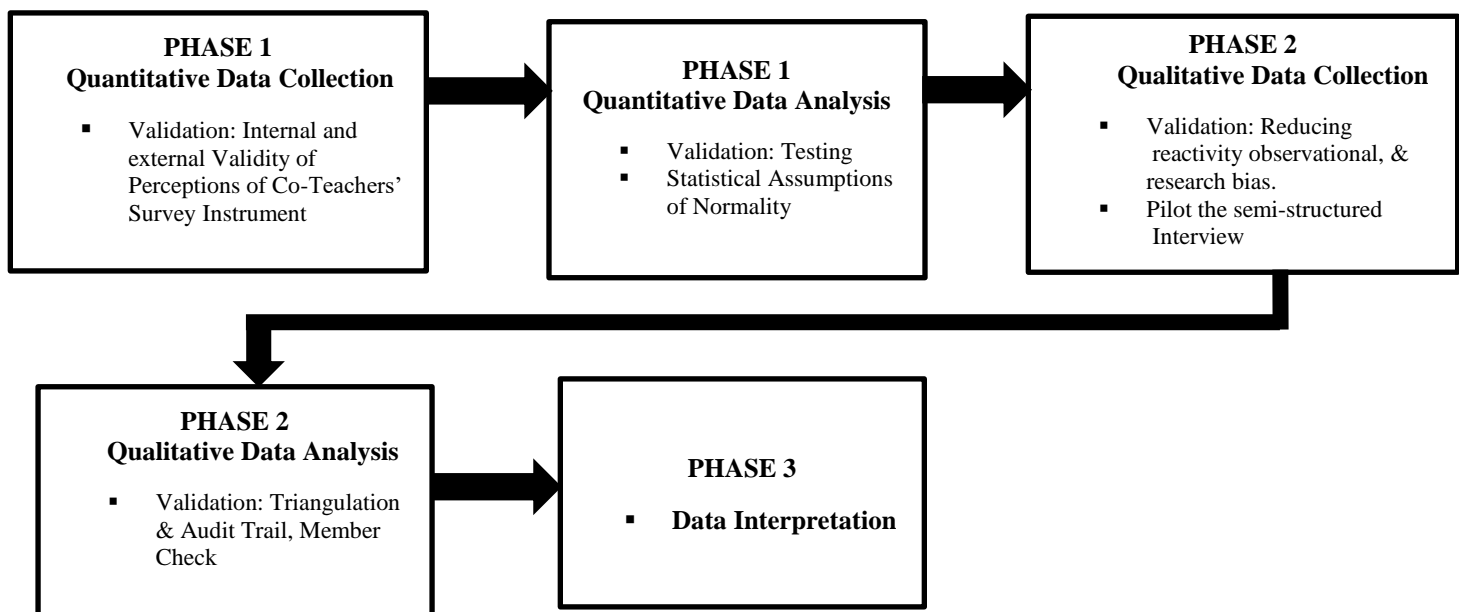 PHASE 1
Quantitative Data Collection
▪ Validation: Internal and
external Validity of
Perceptions of Co-Teachers’
Survey Instrument
PHASE 1
Quantitative Data Analysis
▪ Validation: Testing
▪ Statistical Assumptions
of Normality
PHASE 2
Qualitative Data Collection
▪ Validation: Reducing
reactivity observational, &
research bias.
▪ Pilot the semi-structured
Interview
PHASE 2
Qualitative Data Analysis
▪ Validation: Triangulation
& Audit Trail, Member
Check
PHASE 3
▪ Data Interpretation